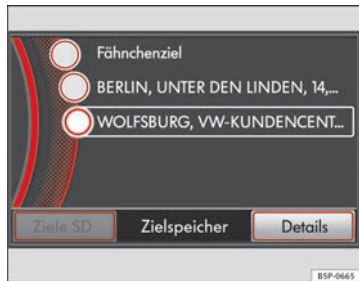 Fähnchenziel
BERLIN, UNTER DEN LINDEN, 14,...
WOLFSBURG, VW-KUNDENCENT...
Ziele SD Zielspeicher Details
B5P-0665